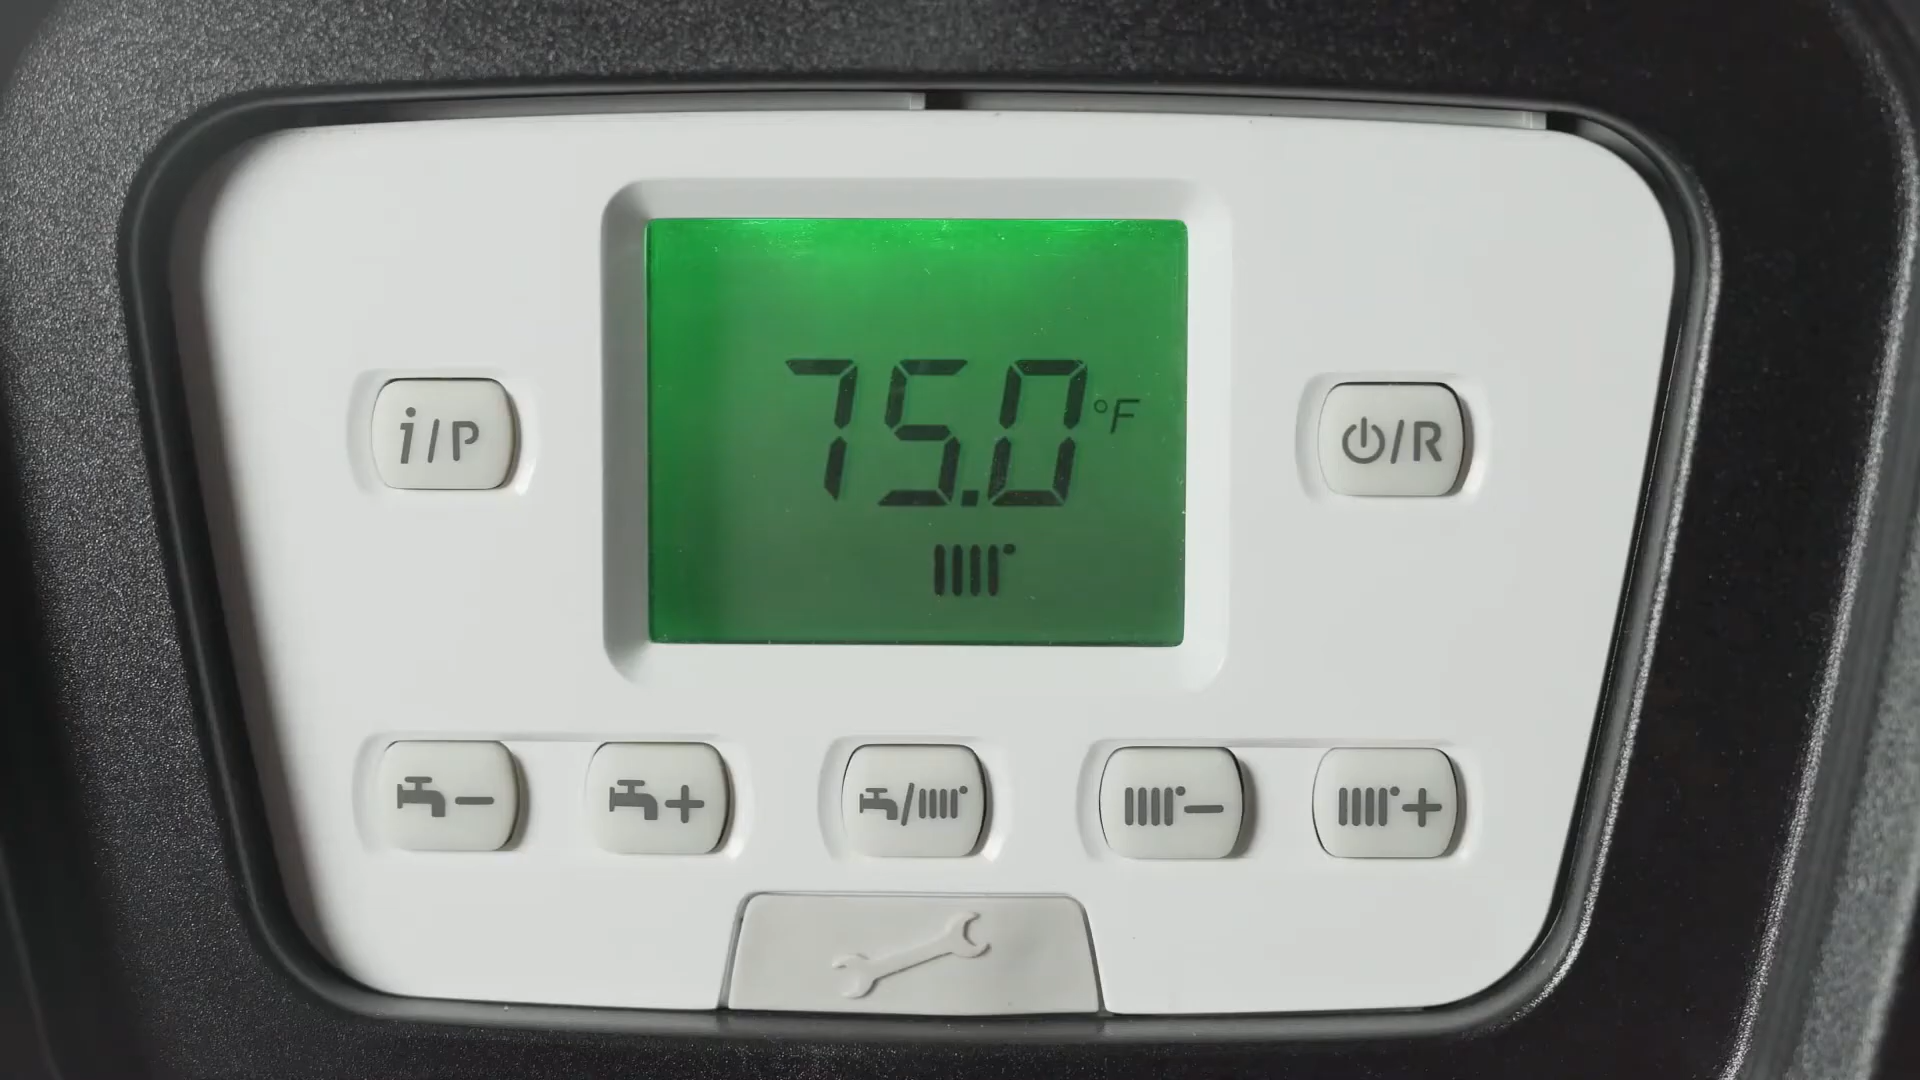 75.0 °F
i/P
/R
- + / - +